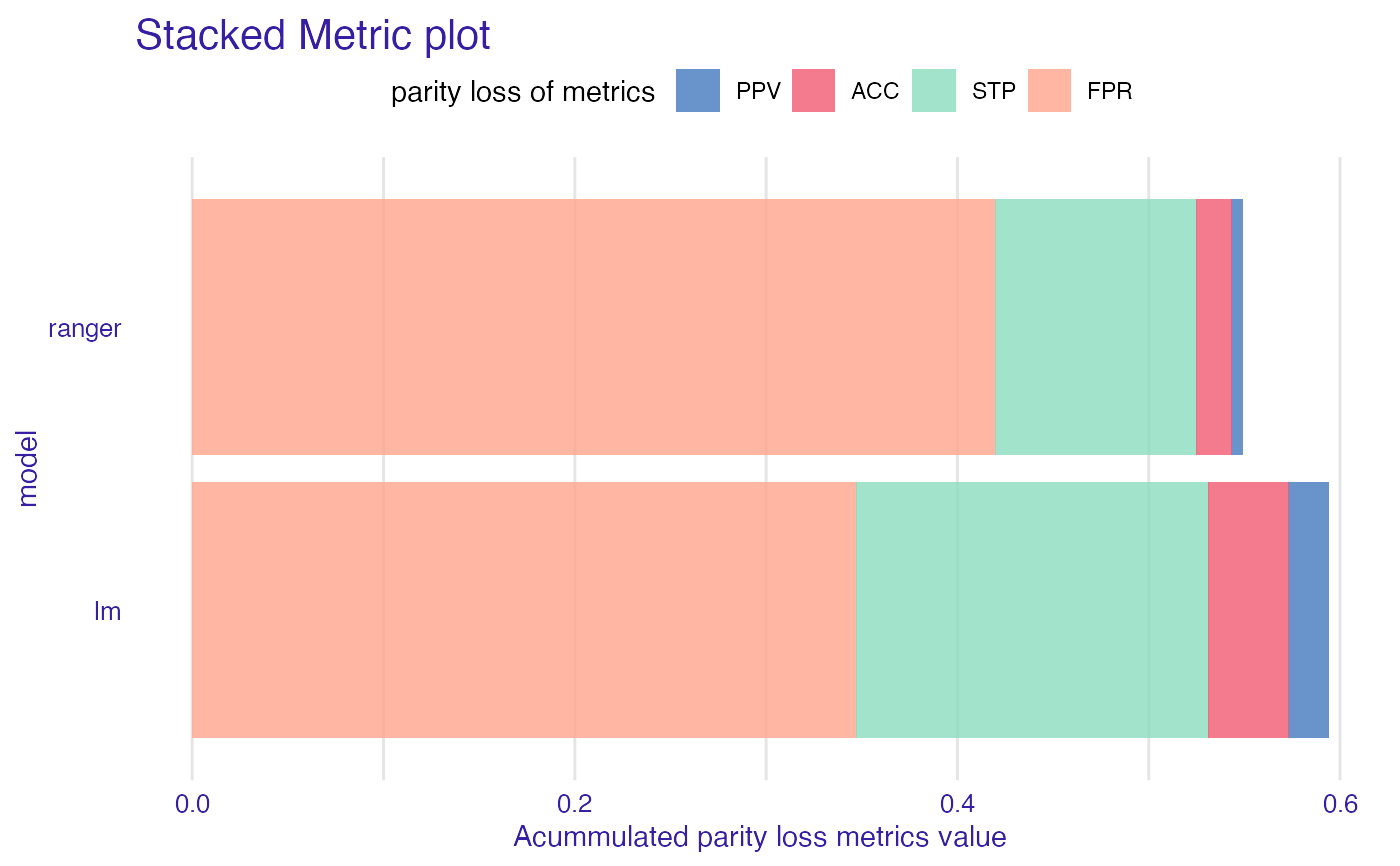 Stacked Metric plot
parity loss of metrics PPV ACC STP FPR
ranger
model
lm
0.0 0.2 0.4 0.6
Acummulated parity loss metrics value